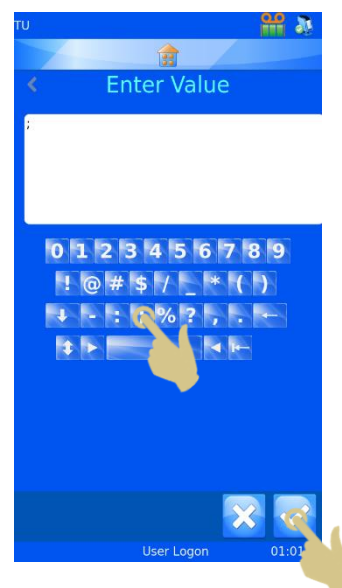 TU
Enter Value
;
0 1 2 3 4 5 6 7 8 9
! @ # $ / _ * ( )
- : ; % ? , .
User Logon 01:01